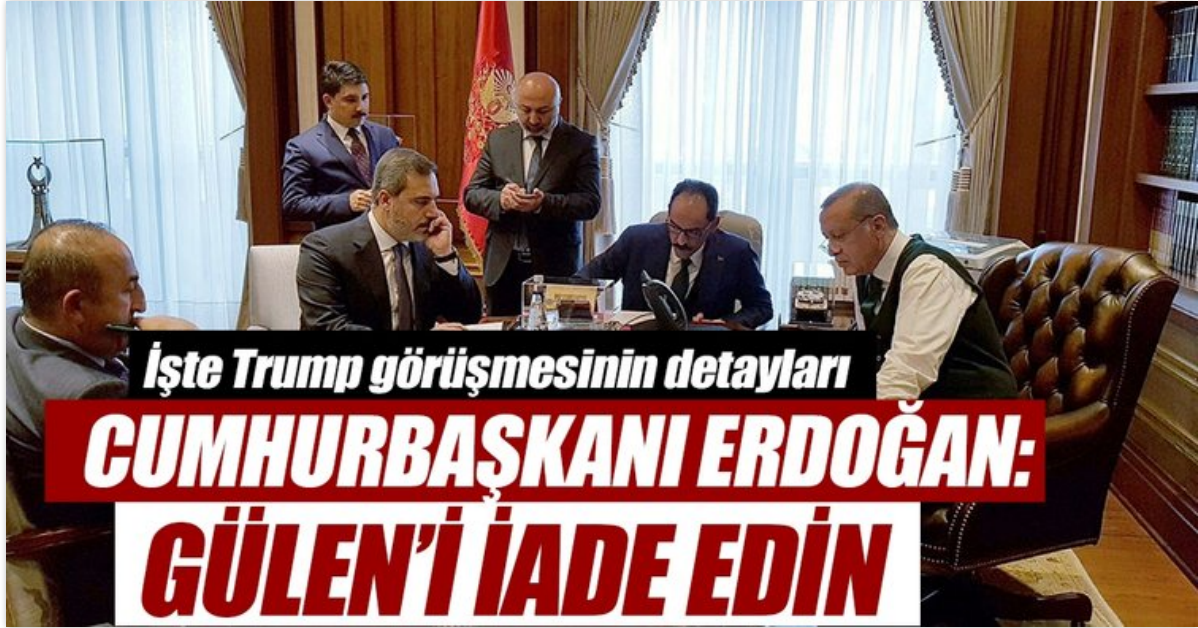 İşte Trump görüşmesinin detayları
CUMHURBAŞKANI ERDOĞAN:
GÜLEN'İ İADE EDİN